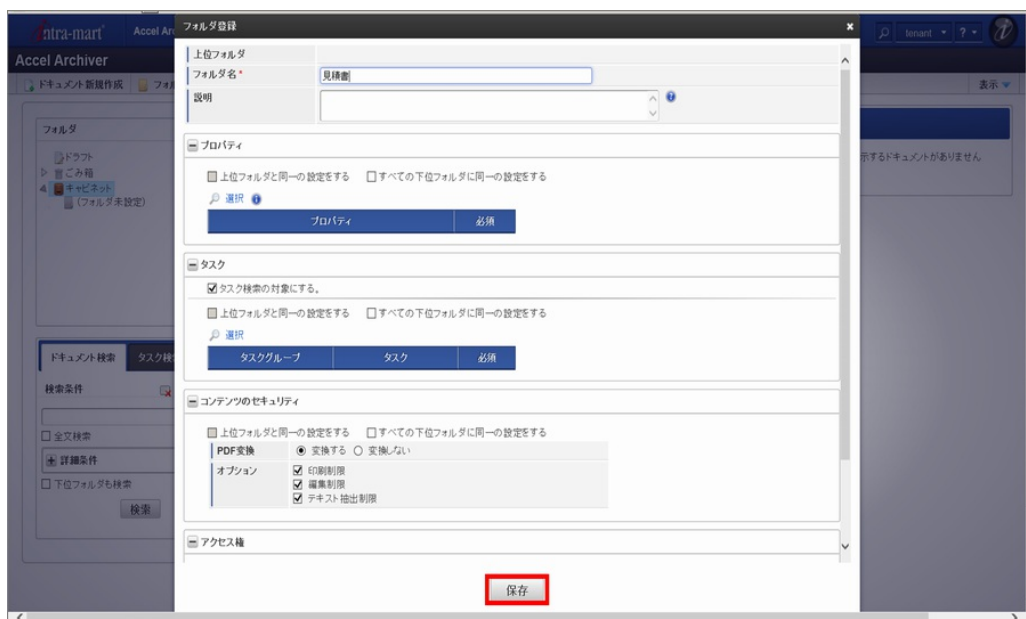 intra-mart
Accel Ar
tenant
?
Accel Archiver
ドキュメント新規作成
フォル
表示
フォルダ登録
×
上位フォルダ
フォルダ名*
見積書
説明
プロパティ
上位フォルダと同一の設定をする すべての下位フォルダに同一の設定をする
選択
プロパティ 必須
タスク
タスク検索の対象にする。
上位フォルダと同一の設定をする すべての下位フォルダに同一の設定をする
選択
タスクグループ タスク 必須
コンテンツのセキュリティ
上位フォルダと同一の設定をする すべての下位フォルダに同一の設定をする
PDF変換 変換する 変換しない
オプション 印刷制限
編集制限
テキスト抽出制限
アクセス権
保存
フォルダ
ドラフト
ごみ箱
キャビネット
(フォルダ未設定)
示するドキュメントがありません
ドキュメント検索 タスク検
検索条件
全文検索
詳細条件
下位フォルダも検索
検索